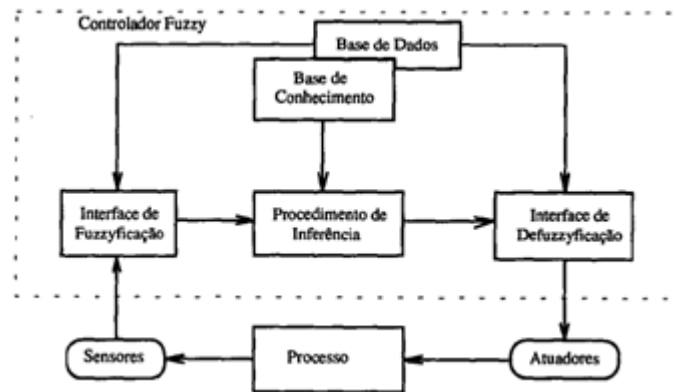 Controlador Fuzzy
Base de Dados
Base de
Conhecimento
Interface de
Fuzzyficação
Procedimento de
Inferência
Interface de
Defuzzyficação
Sensores
Processo
Atuadores